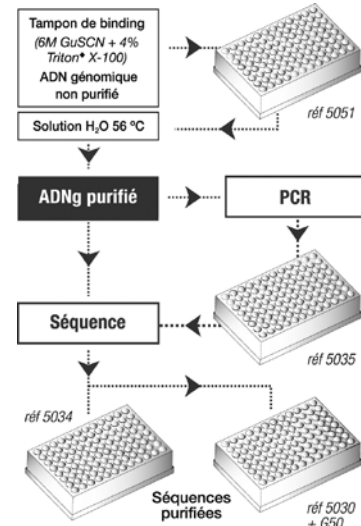 Tampon de binding
(6M GuSCN + 4%
Triton♦ X-100)
ADN génomique
non purifié
réf 5051
Solution H₂O 56 °C
ADNg purifié
PCR
Séquence
réf 5035
réf 5034
Séquences
purifiées
réf 5030
+ G50